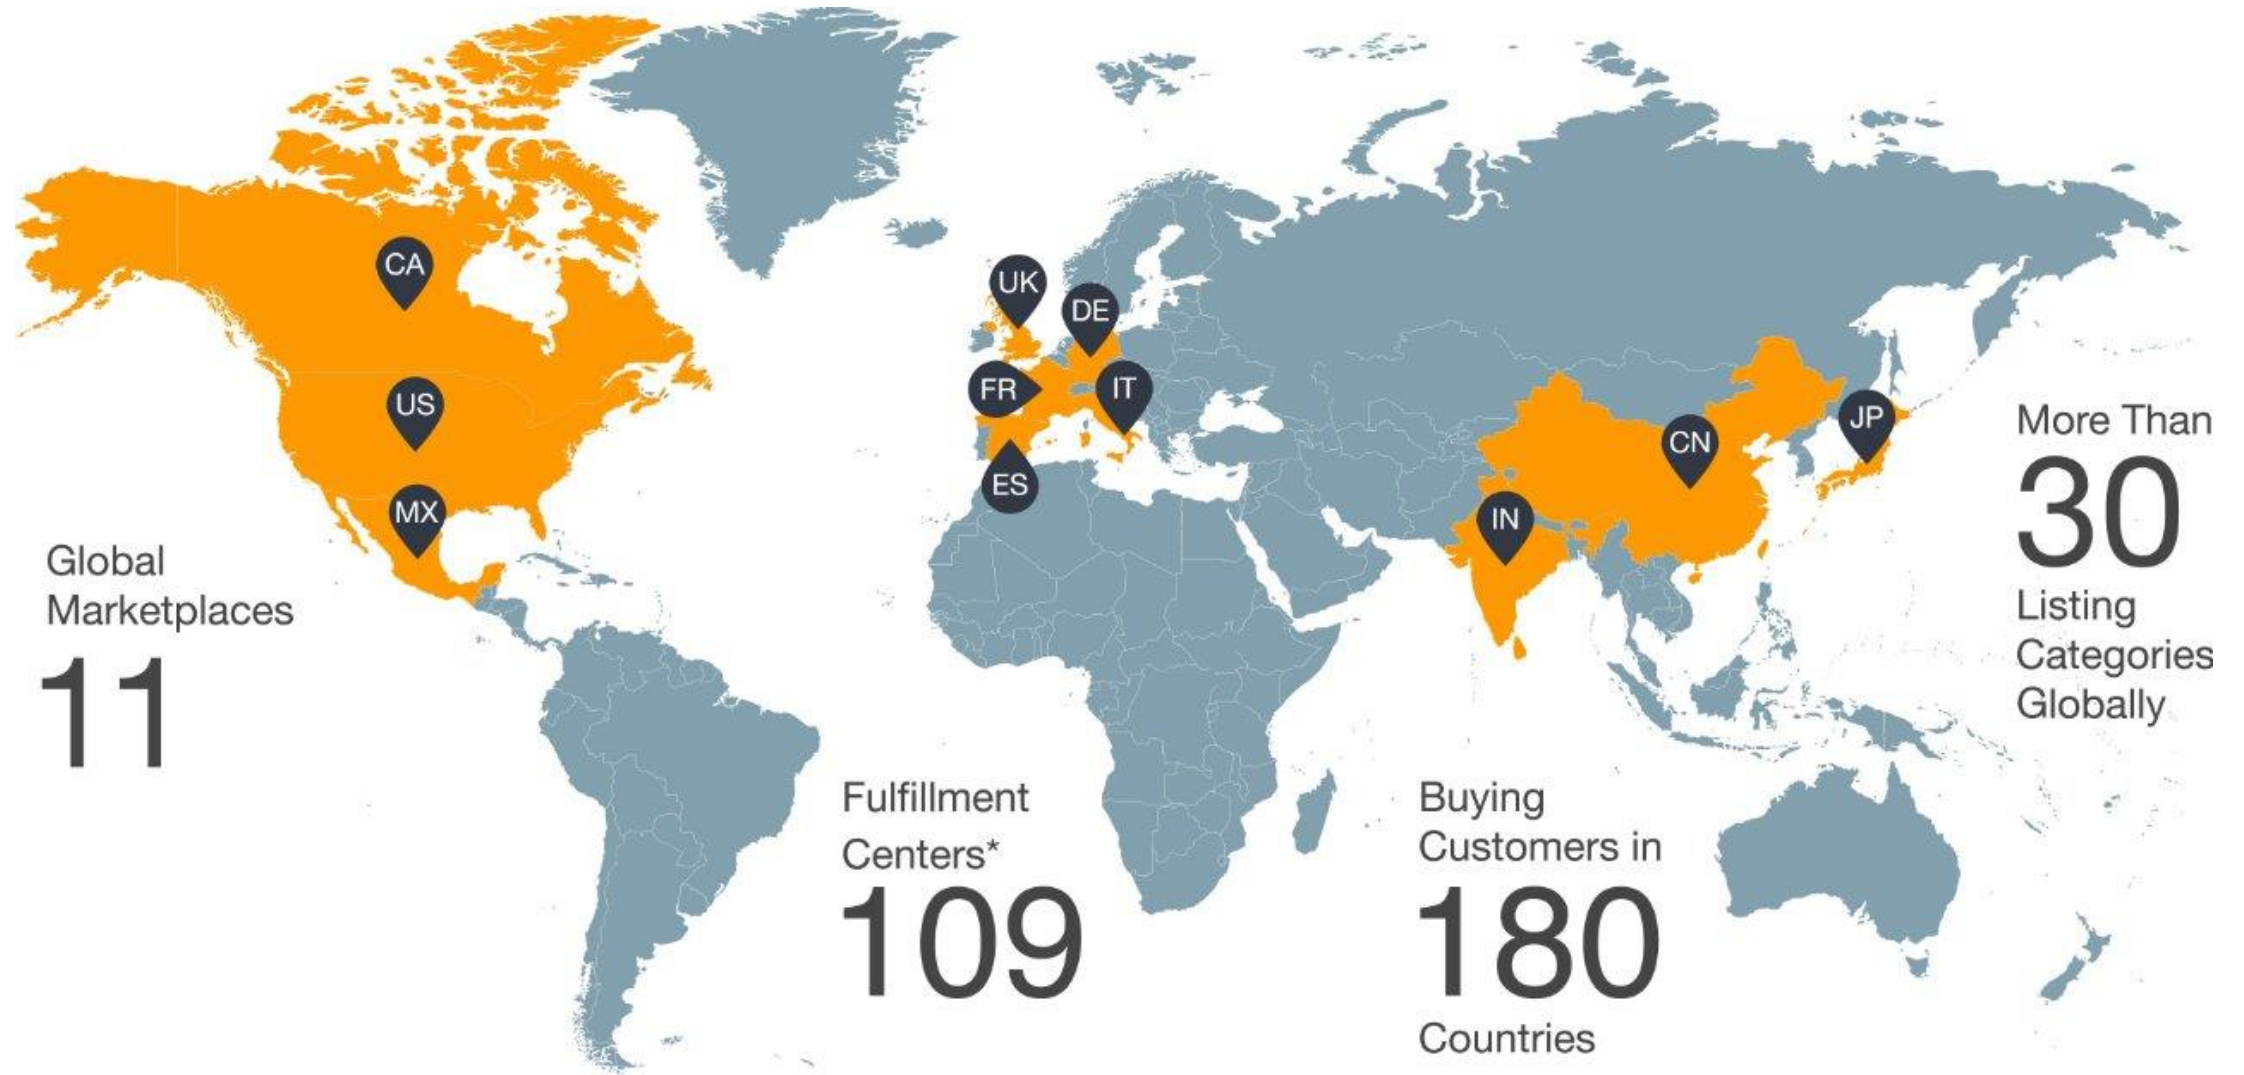 CA
US
MX
UK
DE
FR
IT
ES
CN
JP
IN
Global
Marketplaces
11
Fulfillment
Centers*
109
Buying
Customers in
180
Countries
More Than
30
Listing
Categories
Globally